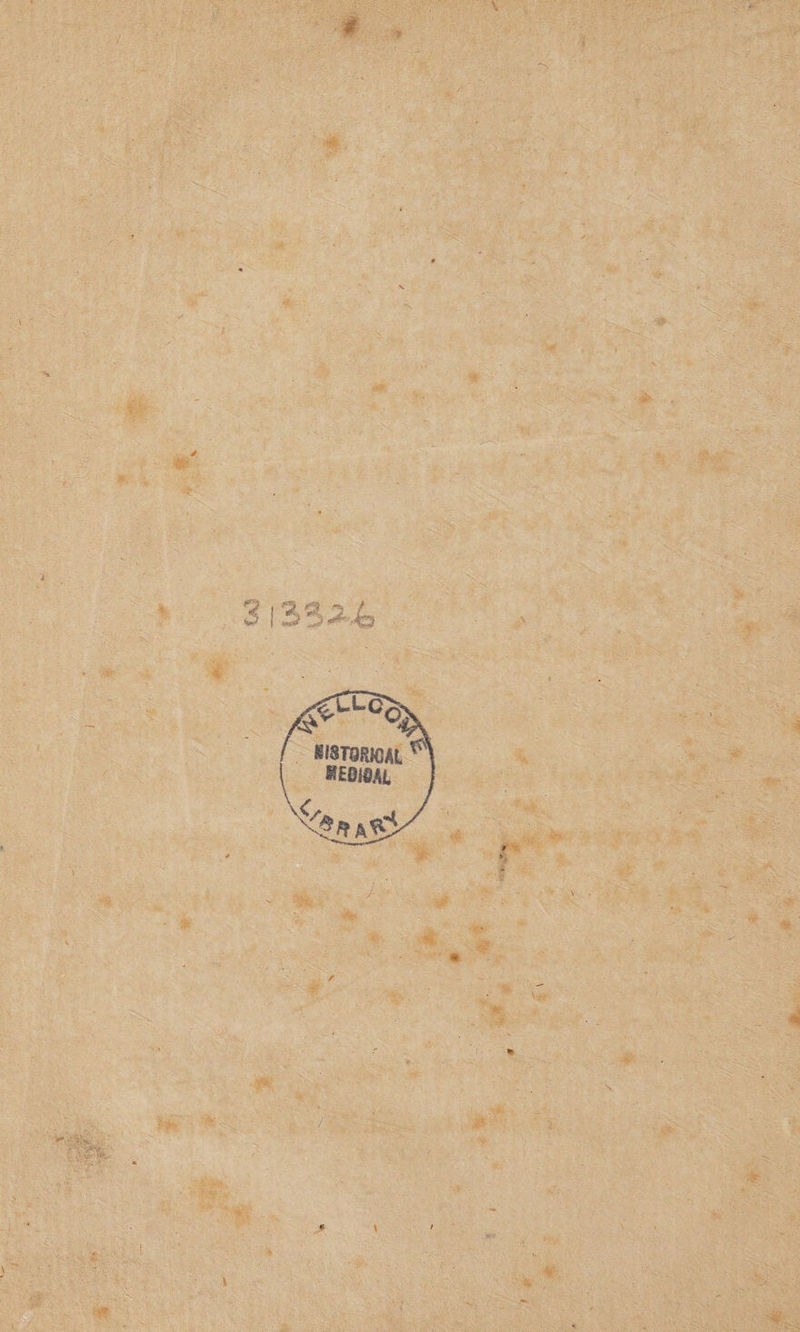 313326
WELLCOME
HISTORICAL
MEDICAL
LIBRARY